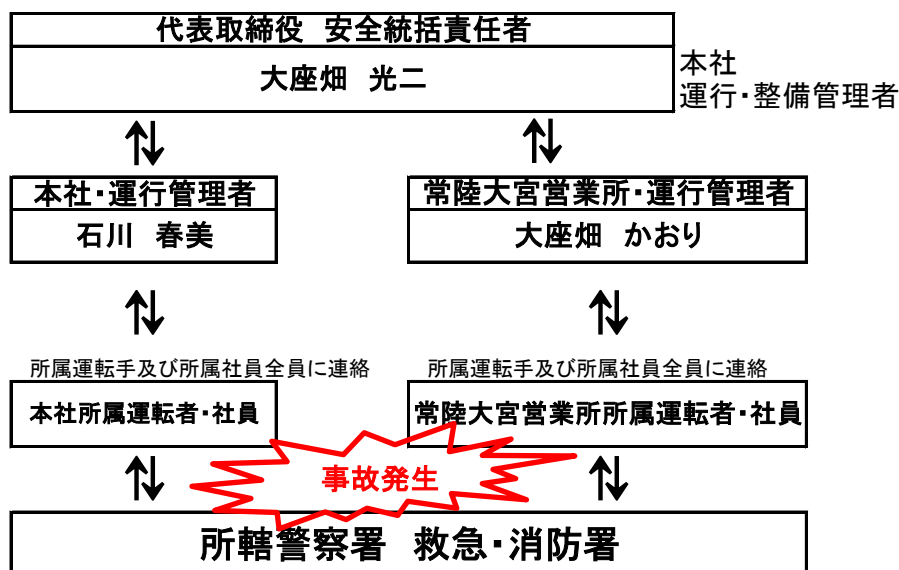 代表取締役 安全統括責任者
大座畑 光二
本社
運行・整備管理者
本社・運行管理者
石川 春美
常陸大宮営業所・運行管理者
大座畑 かおり
所属運転手及び所属社員全員に連絡
本社所属運転者・社員
所属運転手及び所属社員全員に連絡
常陸大宮営業所所属運転者・社員
事故発生
所轄警察署 救急・消防署